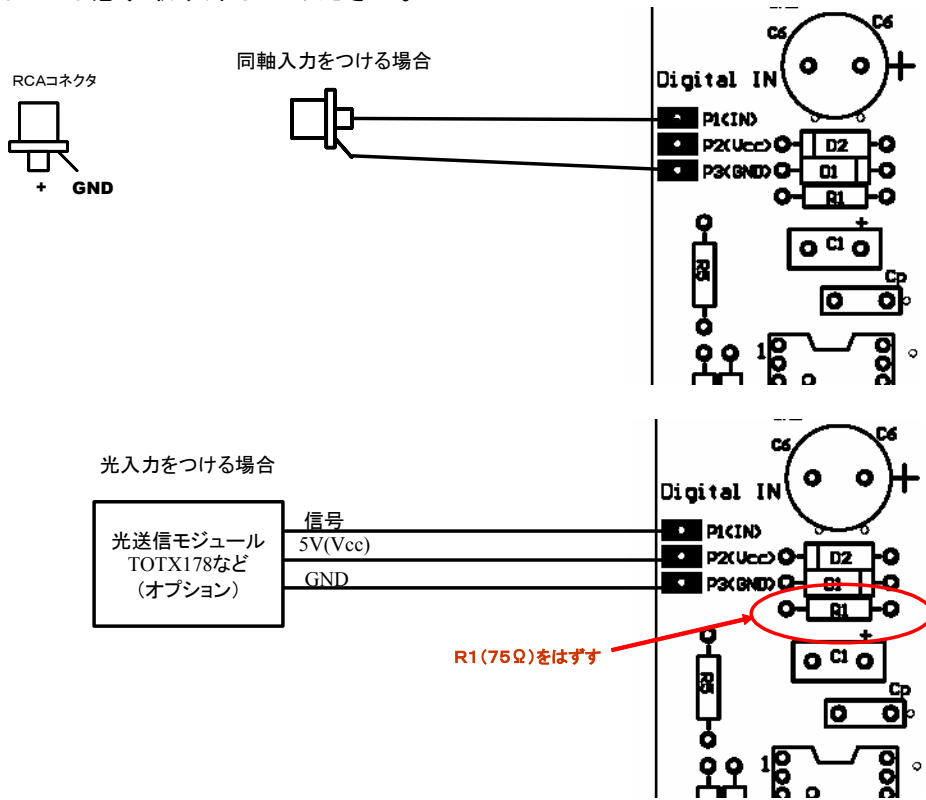 同軸入力をつける場合
RCAコネクタ
+ GND
C6 C6
+
Digital IN
P1(IN)
P2(Vcc) D2
P3(GND) D1
R1
+
C1
R5
Cp
1
光入力をつける場合
光送信モジュール
TOTX178など
(オプション)
信号
5V(Vcc)
GND
R1(75Ω)をはずす
C6 C6
+
Digital IN
P1(IN)
P2(Vcc) D2
P3(GND) D1
R1
+
C1
R5
Cp
1